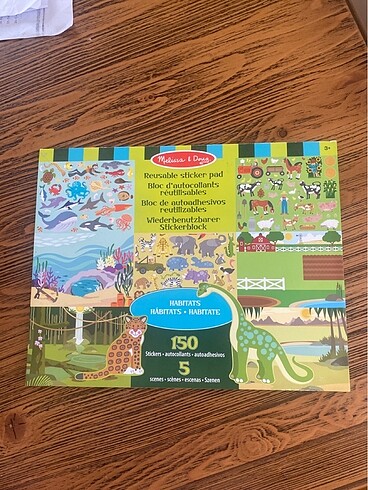 Melissa & Doug
3+
Reusable sticker pad
Bloc d'autocollants
réutilisables
Bloc de autoadhesivos
reutilizables
Wiederbenutzbarer
Stickerblock
HABITATS
HÁBITATS • HABITATE
150
Stickers • autocollants • autoadhesivos
5
scenes • scènes • escenas • Szenen